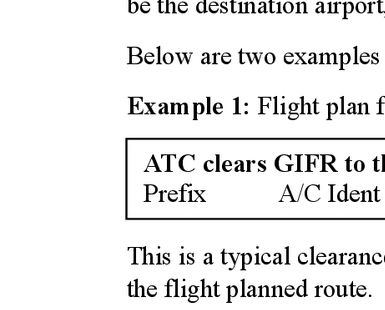 be the destination airport,
Below are two examples
Example 1: Flight plan f
ATC clears GIFR to th
Prefix A/C Ident
This is a typical clearance
the flight planned route.